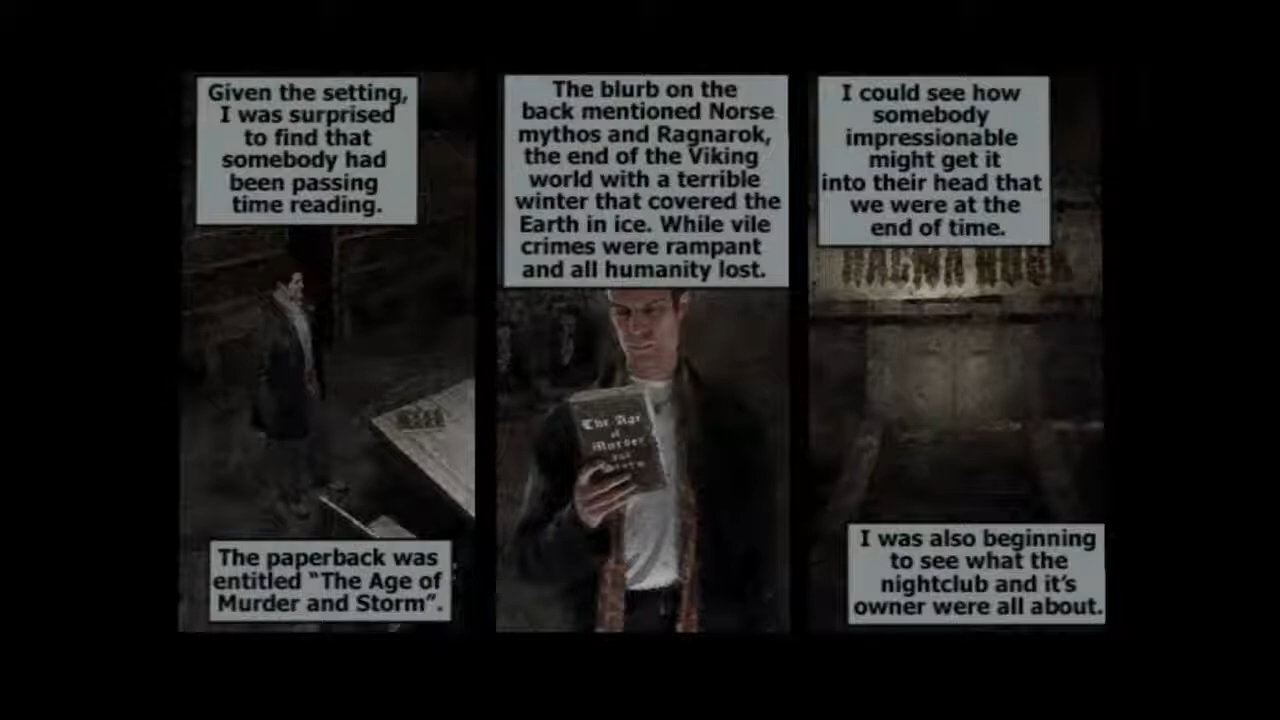 Given the setting,
I was surprised
to find that
somebody had
been passing
time reading.
The paperback was
entitled “The Age of
Murder and Storm”.
The blurb on the
back mentioned Norse
mythos and Ragnarok,
the end of the Viking
world with a terrible
winter that covered the
Earth in ice. While vile
crimes were rampant
and all humanity lost.
The Age
of
Murder
and
Storm
I could see how
somebody
impressionable
might get it
into their head that
we were at the
end of time.
RAGNA ROCK
I was also beginning
to see what the
nightclub and it’s
owner were all about.